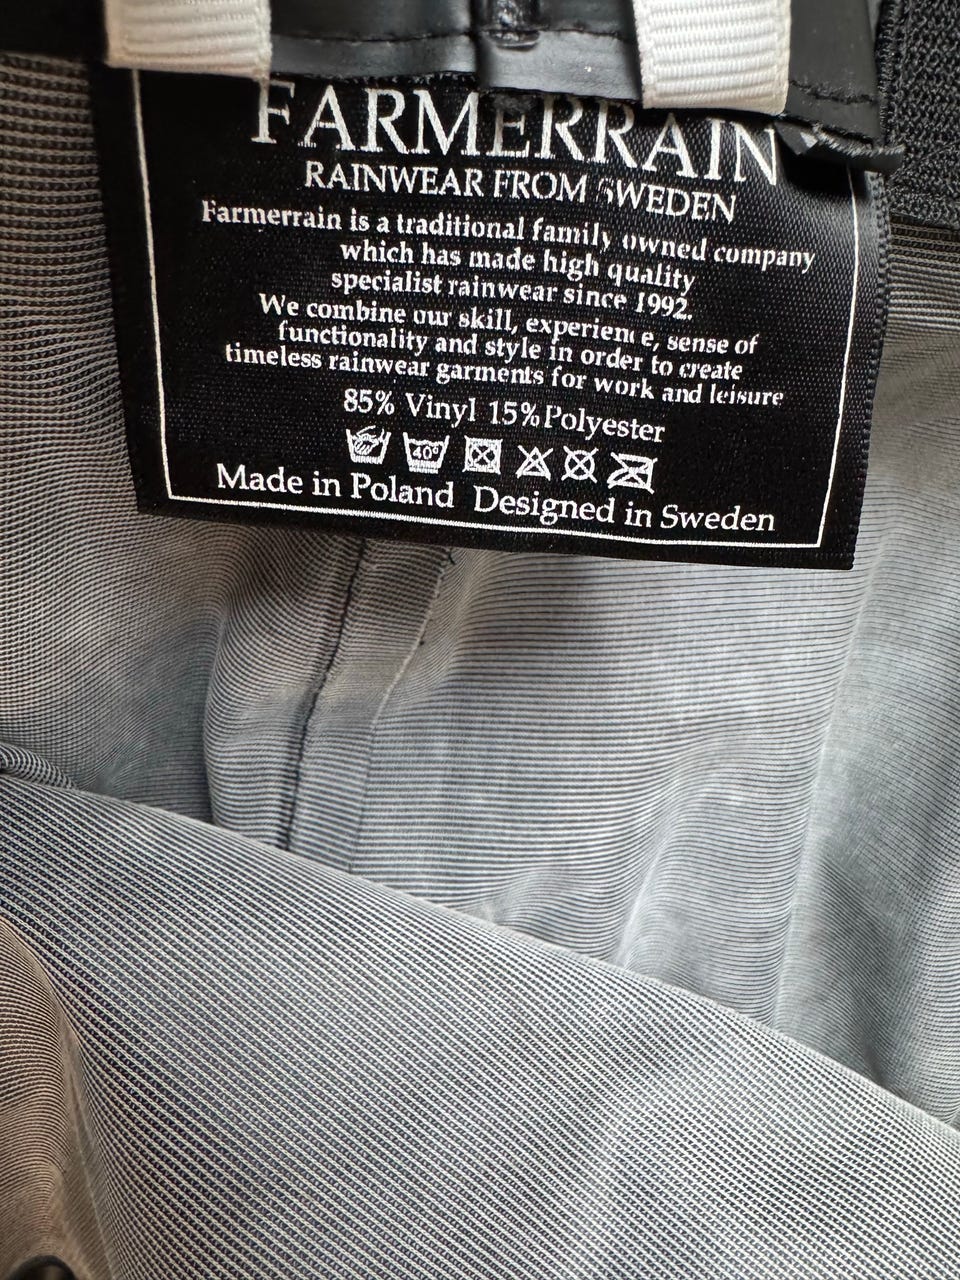 FARMERRAIN
RAINWEAR FROM SWEDEN
Farmerrain is a traditional family owned company
which has made high quality
specialist rainwear since 1992.
We combine our skill, experience, sense of
functionality and style in order to create
timeless rainwear garments for work and leisure
85% Vinyl 15% Polyester
40°
Made in Poland Designed in Sweden